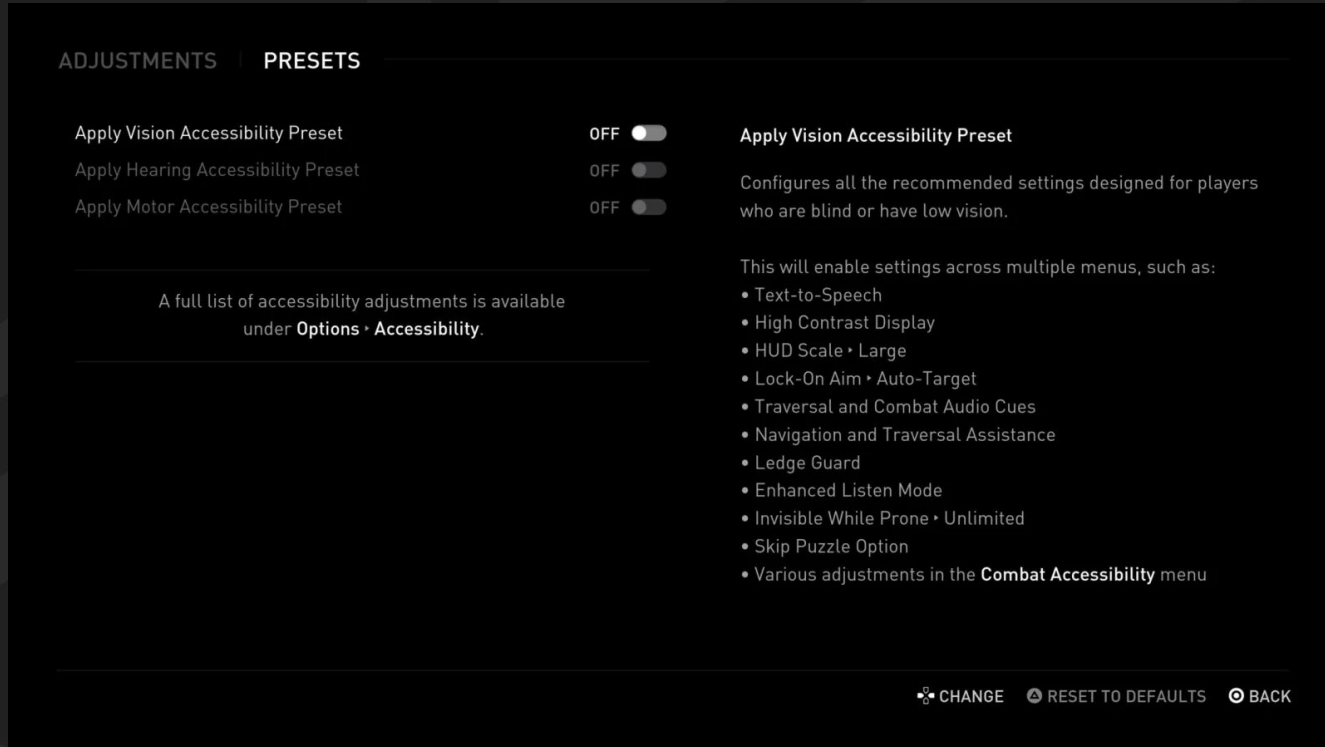 ADJUSTMENTS | PRESETS
Apply Vision Accessibility Preset OFF
Apply Hearing Accessibility Preset OFF
Apply Motor Accessibility Preset OFF
A full list of accessibility adjustments is available
under Options ‣ Accessibility.
Apply Vision Accessibility Preset
Configures all the recommended settings designed for players
who are blind or have low vision.
This will enable settings across multiple menus, such as:
• Text-to-Speech
• High Contrast Display
• HUD Scale ‣ Large
• Lock-On Aim ‣ Auto-Target
• Traversal and Combat Audio Cues
• Navigation and Traversal Assistance
• Ledge Guard
• Enhanced Listen Mode
• Invisible While Prone ‣ Unlimited
• Skip Puzzle Option
• Various adjustments in the Combat Accessibility menu
CHANGE RESET TO DEFAULTS BACK